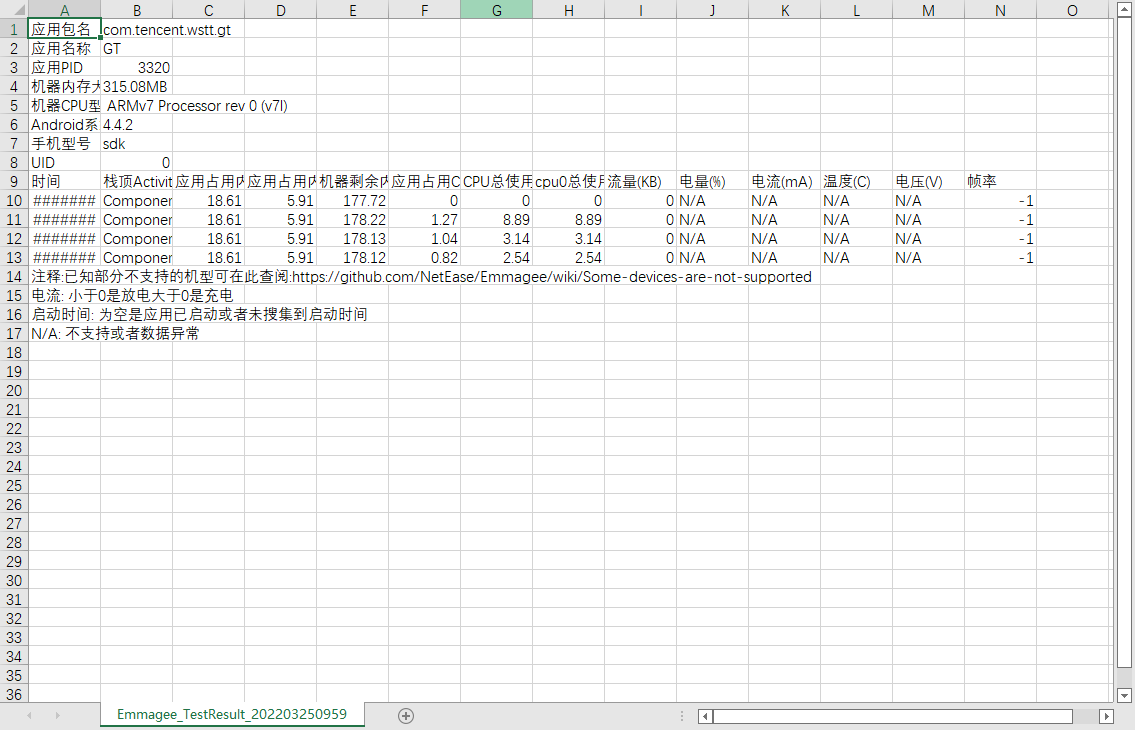 A B C D E F G H I J K L M N O
1 应用包名 com.tencent.wstt.gt
2 应用名称 GT
3 应用PID 3320
4 机器内存大 315.08MB
5 机器CPU型 ARMv7 Processor rev 0 (v7l)
6 Android系 4.4.2
7 手机型号 sdk
8 UID 0
9 时间 栈顶Activit 应用占用内 应用占用内 机器剩余内 应用占用C CPU总使用 cpu0总使用 流量(KB) 电量(%) 电流(mA) 温度(C) 电压(V) 帧率
10 ####### Componer 18.61 5.91 177.72 0 0 0 0 N/A N/A N/A N/A -1
11 ####### Componer 18.61 5.91 178.22 1.27 8.89 8.89 0 N/A N/A N/A N/A -1
12 ####### Componer 18.61 5.91 178.13 1.04 3.14 3.14 0 N/A N/A N/A N/A -1
13 ####### Componer 18.61 5.91 178.12 0.82 2.54 2.54 0 N/A N/A N/A N/A -1
14 注释:已知部分不支持的机型可在此查阅:https://github.com/NetEase/Emmagee/wiki/Some-devices-are-not-supported
15 电流: 小于0是放电大于0是充电
16 启动时间: 为空是应用已启动或者未搜集到启动时间
17 N/A: 不支持或者数据异常
18
19
20
21
22
23
24
25
26
27
28
29
30
31
32
33
34
35
36
Emmagee_TestResult_202203250959